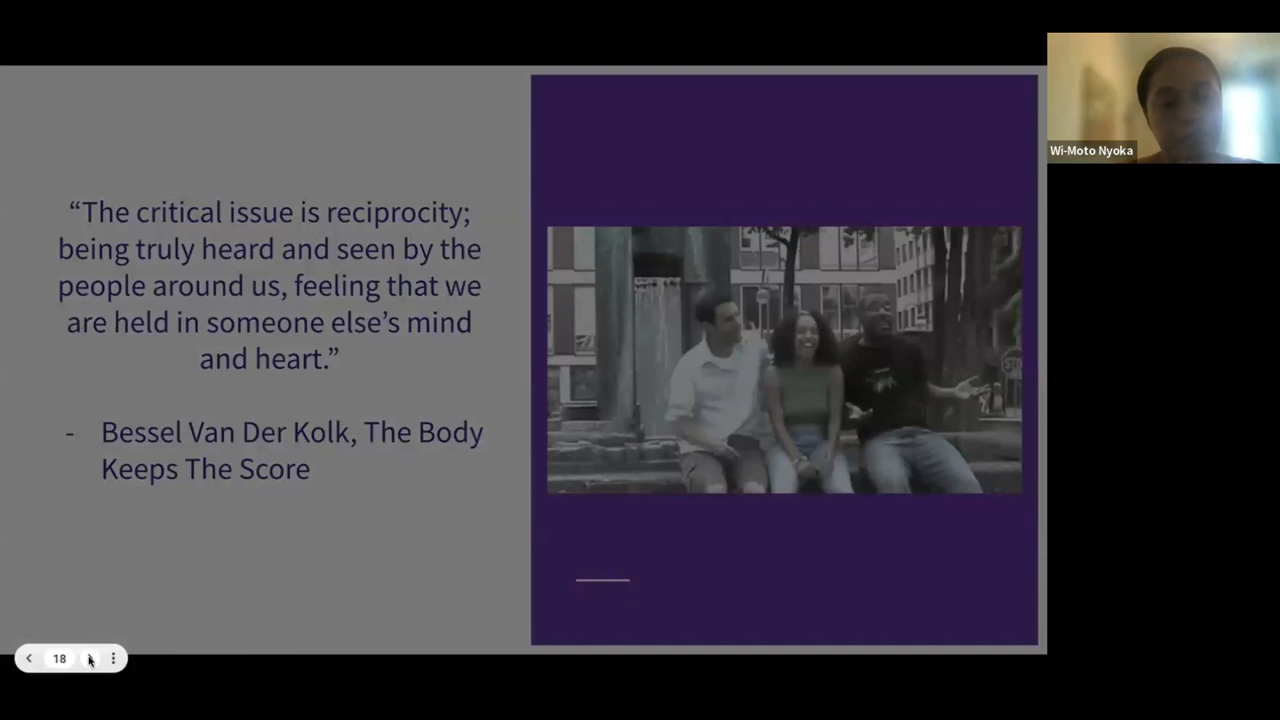 “The critical issue is reciprocity;
being truly heard and seen by the
people around us, feeling that we
are held in someone else’s mind
and heart.”
- Bessel Van Der Kolk, The Body
Keeps The Score
Wi-Moto Nyoka
18